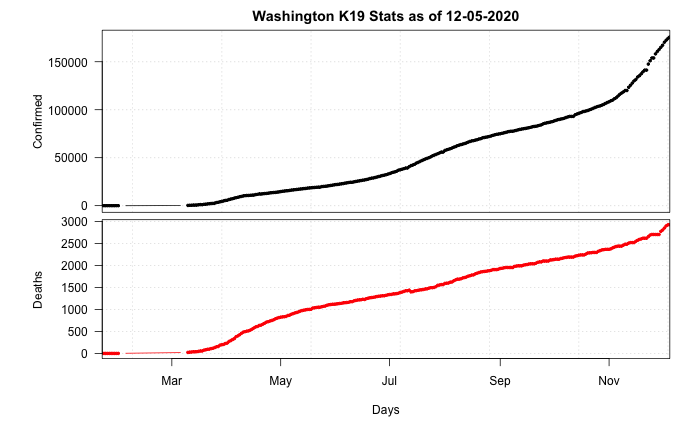 Washington K19 Stats as of 12-05-2020
Confirmed
150000
100000
50000
0
Deaths
3000
2500
2000
1500
1000
500
0
Mar May Jul Sep Nov
Days